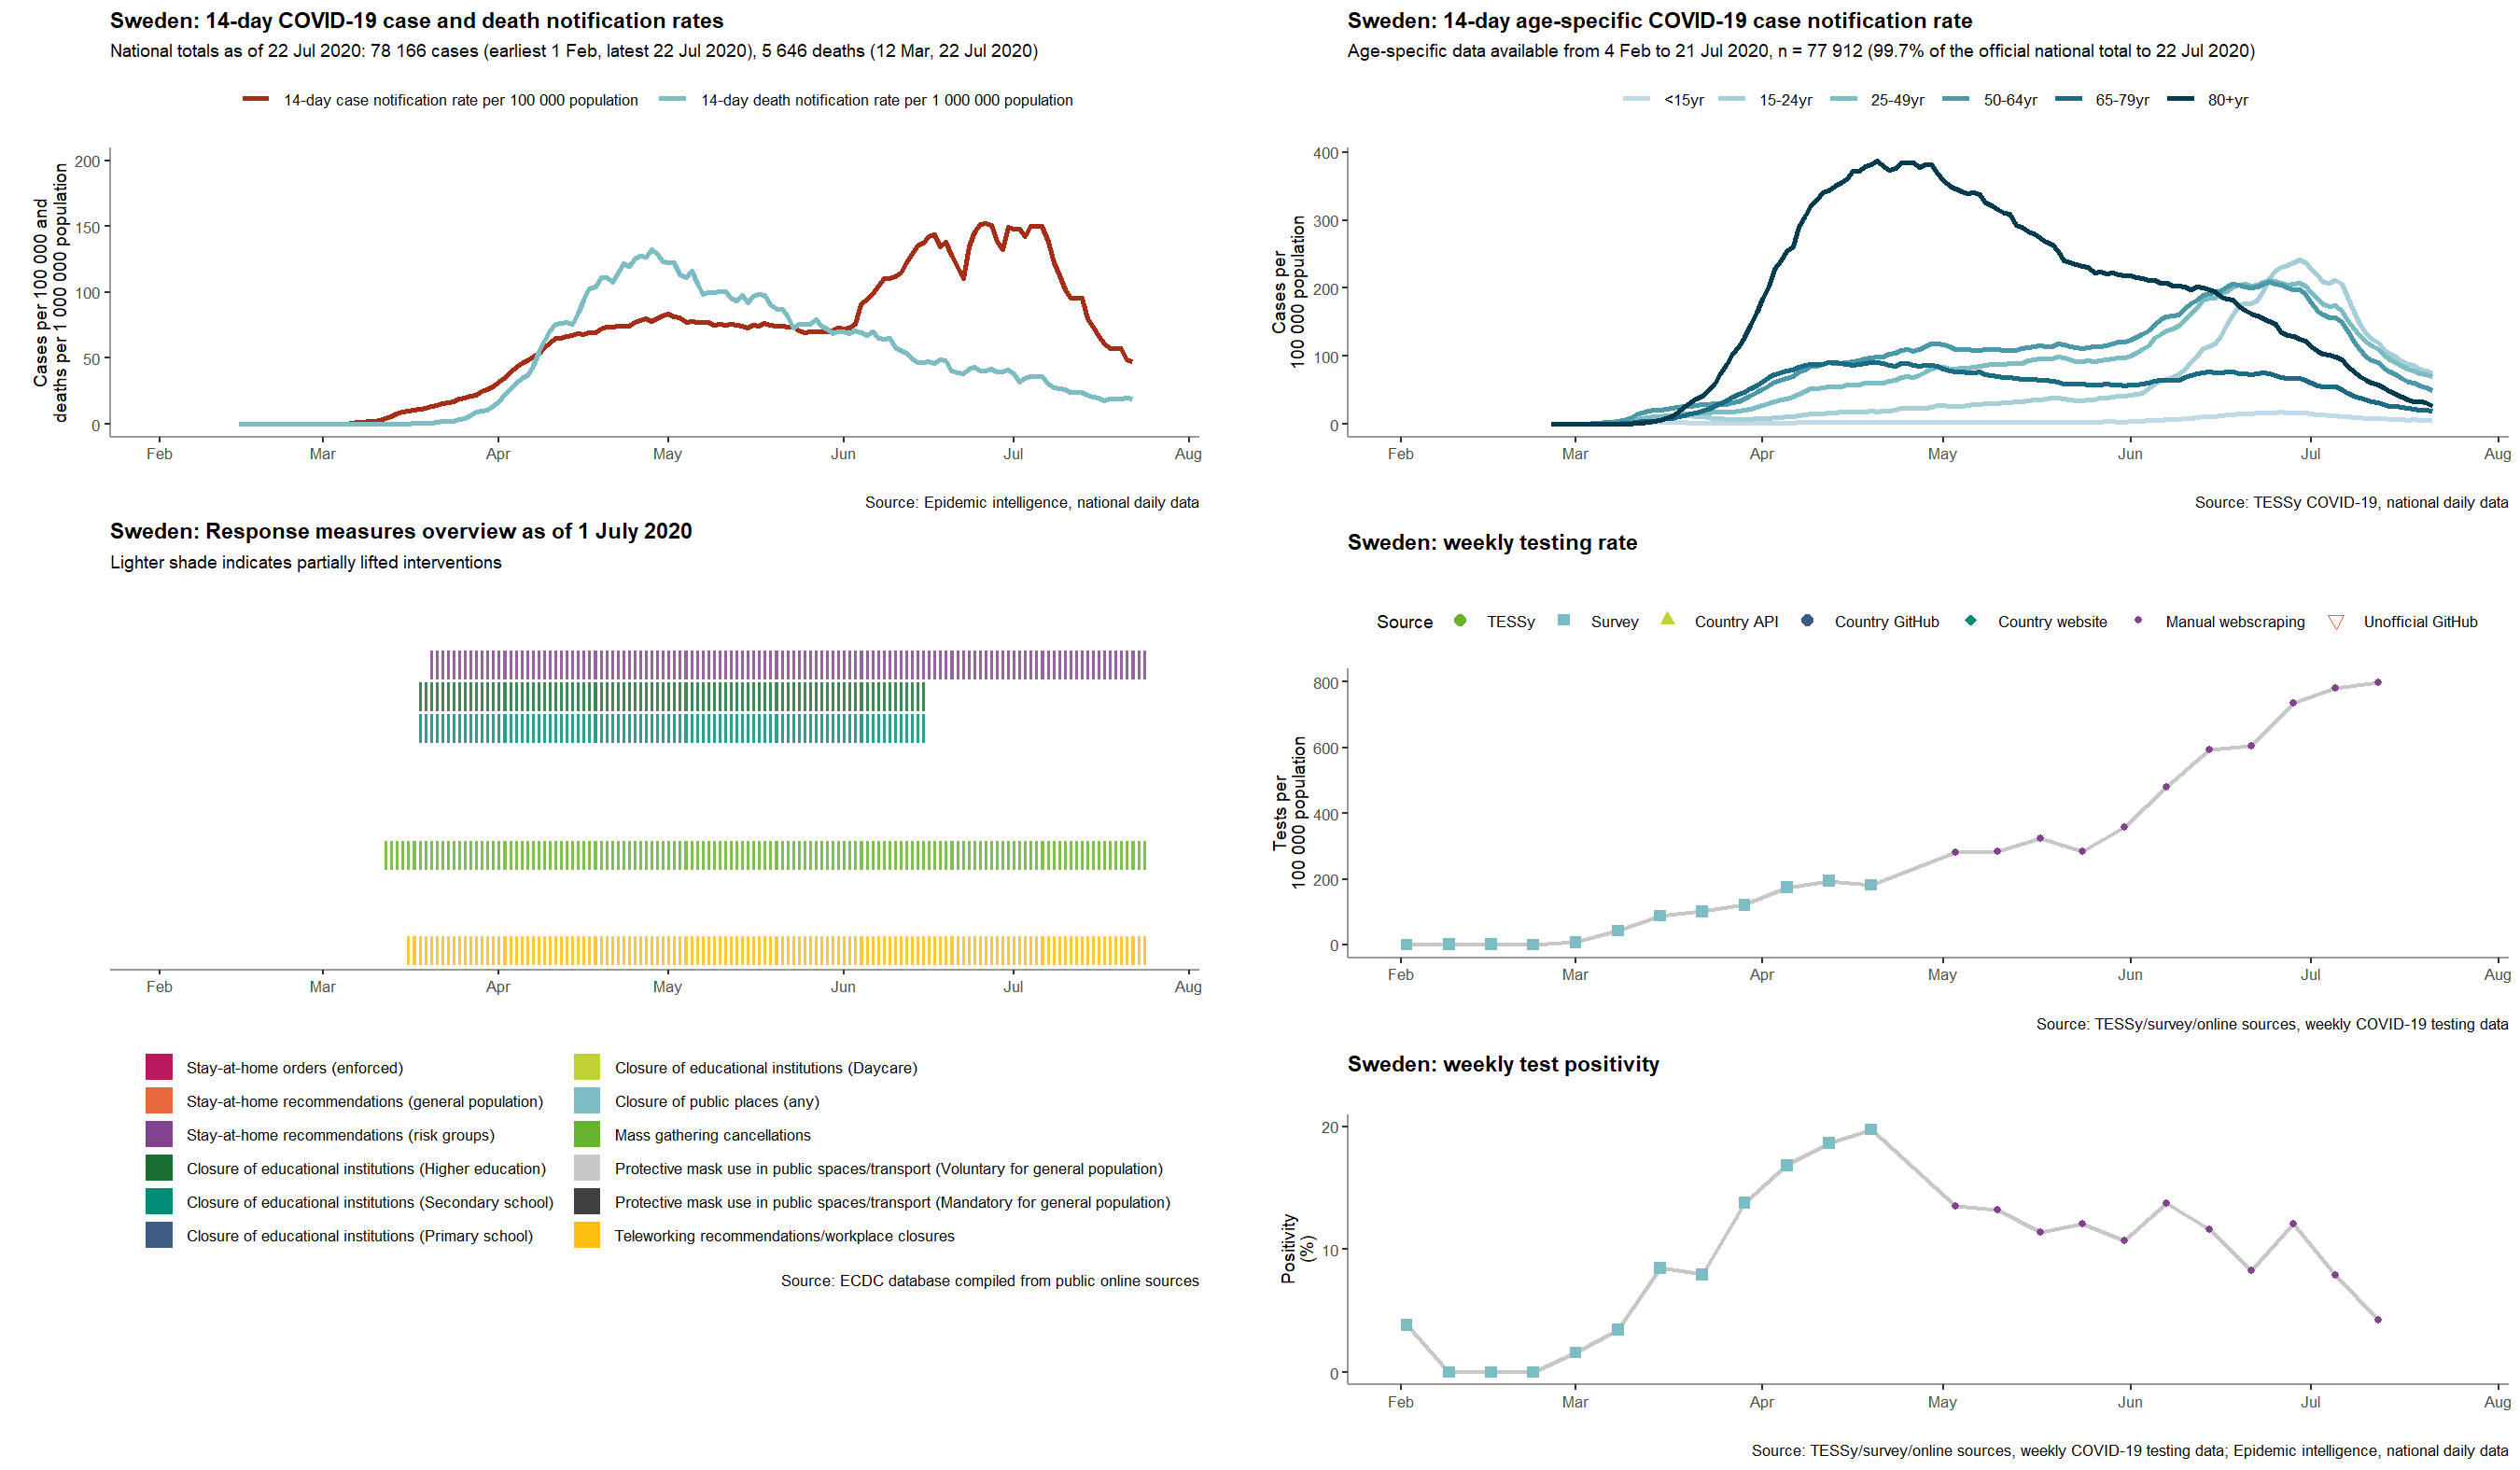 Sweden: 14-day COVID-19 case and death notification rates
National totals as of 22 Jul 2020: 78 166 cases (earliest 1 Feb, latest 22 Jul 2020), 5 646 deaths (12 Mar, 22 Jul 2020)
14-day case notification rate per 100 000 population
14-day death notification rate per 1 000 000 population
Cases per 100 000 and
deaths per 1 000 000 population
200
150
100
50
0
Feb Mar Apr May Jun Jul Aug
Source: Epidemic intelligence, national daily data
Sweden: 14-day age-specific COVID-19 case notification rate
Age-specific data available from 4 Feb to 21 Jul 2020, n = 77 912 (99.7% of the official national total to 22 Jul 2020)
<15yr 15-24yr 25-49yr 50-64yr 65-79yr 80+yr
Cases per
100 000 population
400
300
200
100
0
Feb Mar Apr May Jun Jul Aug
Source: TESSy COVID-19, national daily data
Sweden: Response measures overview as of 1 July 2020
Lighter shade indicates partially lifted interventions
Feb Mar Apr May Jun Jul Aug
Stay-at-home orders (enforced)
Stay-at-home recommendations (general population)
Stay-at-home recommendations (risk groups)
Closure of educational institutions (Higher education)
Closure of educational institutions (Secondary school)
Closure of educational institutions (Primary school)
Closure of educational institutions (Daycare)
Closure of public places (any)
Mass gathering cancellations
Protective mask use in public spaces/transport (Voluntary for general population)
Protective mask use in public spaces/transport (Mandatory for general population)
Teleworking recommendations/workplace closures
Source: ECDC database compiled from public online sources
Sweden: weekly testing rate
Source TESSy Survey Country API Country GitHub Country website Manual webscraping Unofficial GitHub
Tests per
100 000 population
800
600
400
200
0
Feb Mar Apr May Jun Jul Aug
Source: TESSy/survey/online sources, weekly COVID-19 testing data
Sweden: weekly test positivity
Positivity
(%)
20
10
0
Feb Mar Apr May Jun Jul Aug
Source: TESSy/survey/online sources, weekly COVID-19 testing data; Epidemic intelligence, national daily data